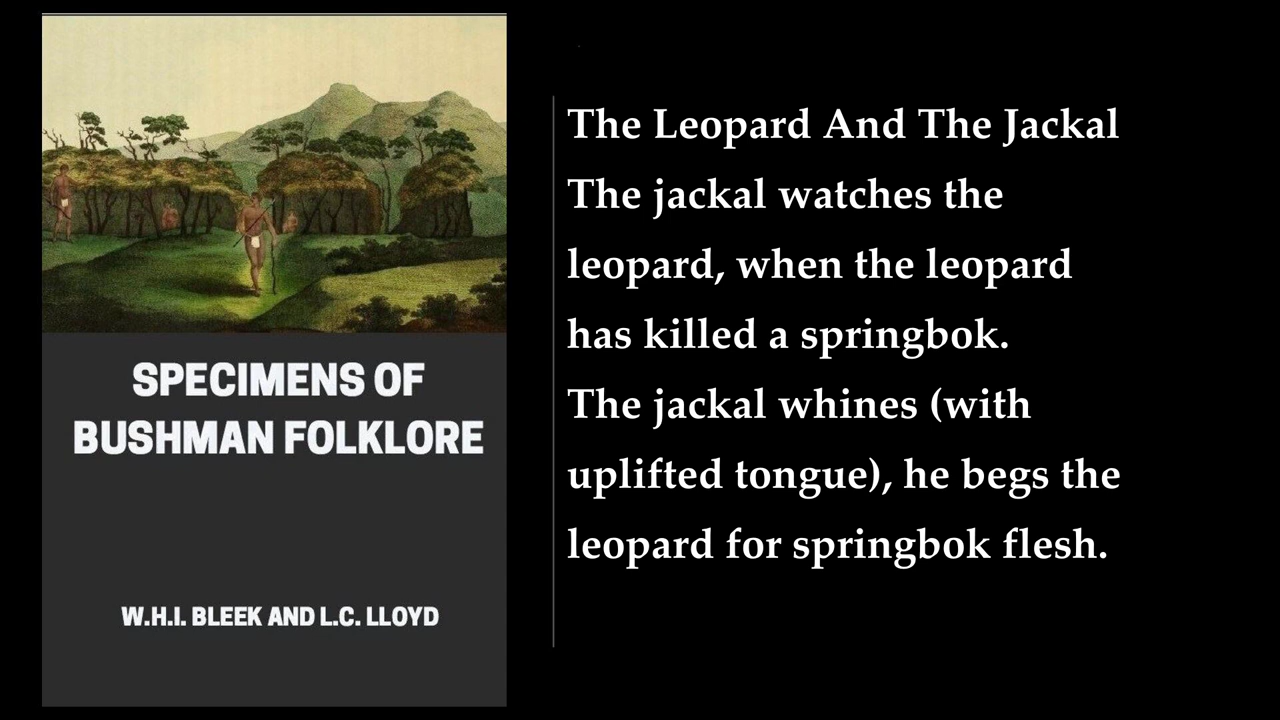 SPECIMENS OF
BUSHMAN FOLKLORE
W.H.I. BLEEK AND L.C. LLOYD
The Leopard And The Jackal
The jackal watches the
leopard, when the leopard
has killed a springbok.
The jackal whines (with
uplifted tongue), he begs the
leopard for springbok flesh.